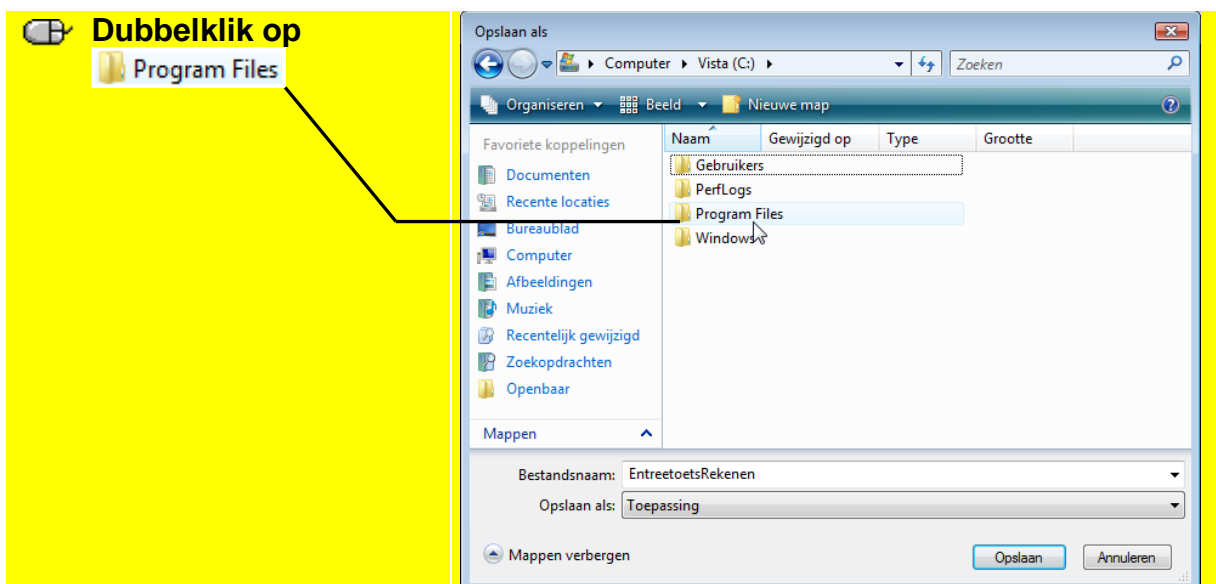 Dubbelklik op
Program Files
Opslaan als
Computer Vista (C:) Zoeken
Organiseren Beeld Nieuwe map
Favoriete koppelingen
Documenten
Recente locaties
Bureaublad
Computer
Afbeeldingen
Muziek
Recentelijk gewijzigd
Zoekopdrachten
Openbaar
Mappen
Naam Gewijzigd op Type Grootte
Gebruikers
PerfLogs
Program Files
Windows
Bestandsnaam: EntreetoetsRekenen
Opslaan als: Toepassing
Mappen verbergen Opslaan Annuleren